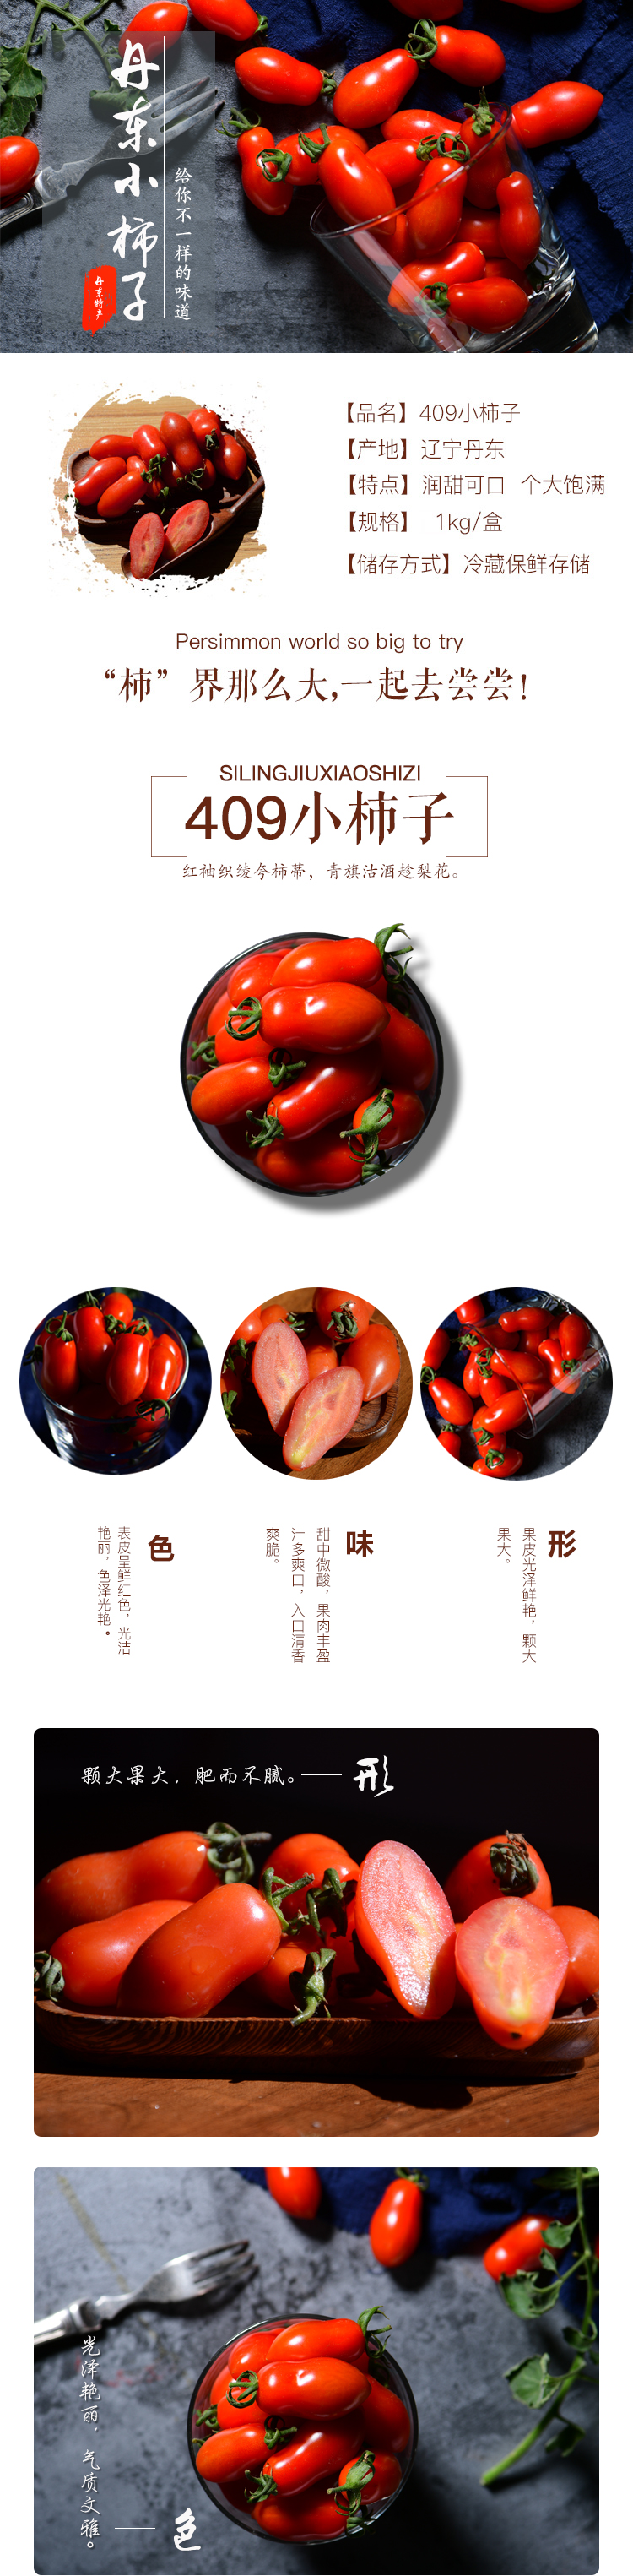 丹东小柿子
给你不一样的味道
丹东特产
【品名】409小柿子
【产地】辽宁丹东
【特点】润甜可口 个大饱满
【规格】 1kg/盒
【储存方式】冷藏保鲜存储
Persimmon world so big to try
“柿”界那么大,一起去尝尝!
SILINGJIUXIAOSHIZI
409小柿子
红袖织绫夸柿蒂，青旗沽酒趁梨花。
色
表皮呈鲜红色，光洁
艳丽，色泽光艳。
味
甜中微酸，果肉丰盈
汁多爽口，入口清香
爽脆。
形
果皮光泽鲜艳，颗大
果大。
颗大果大，肥而不腻。——形
光泽艳丽，气质文雅。
——色